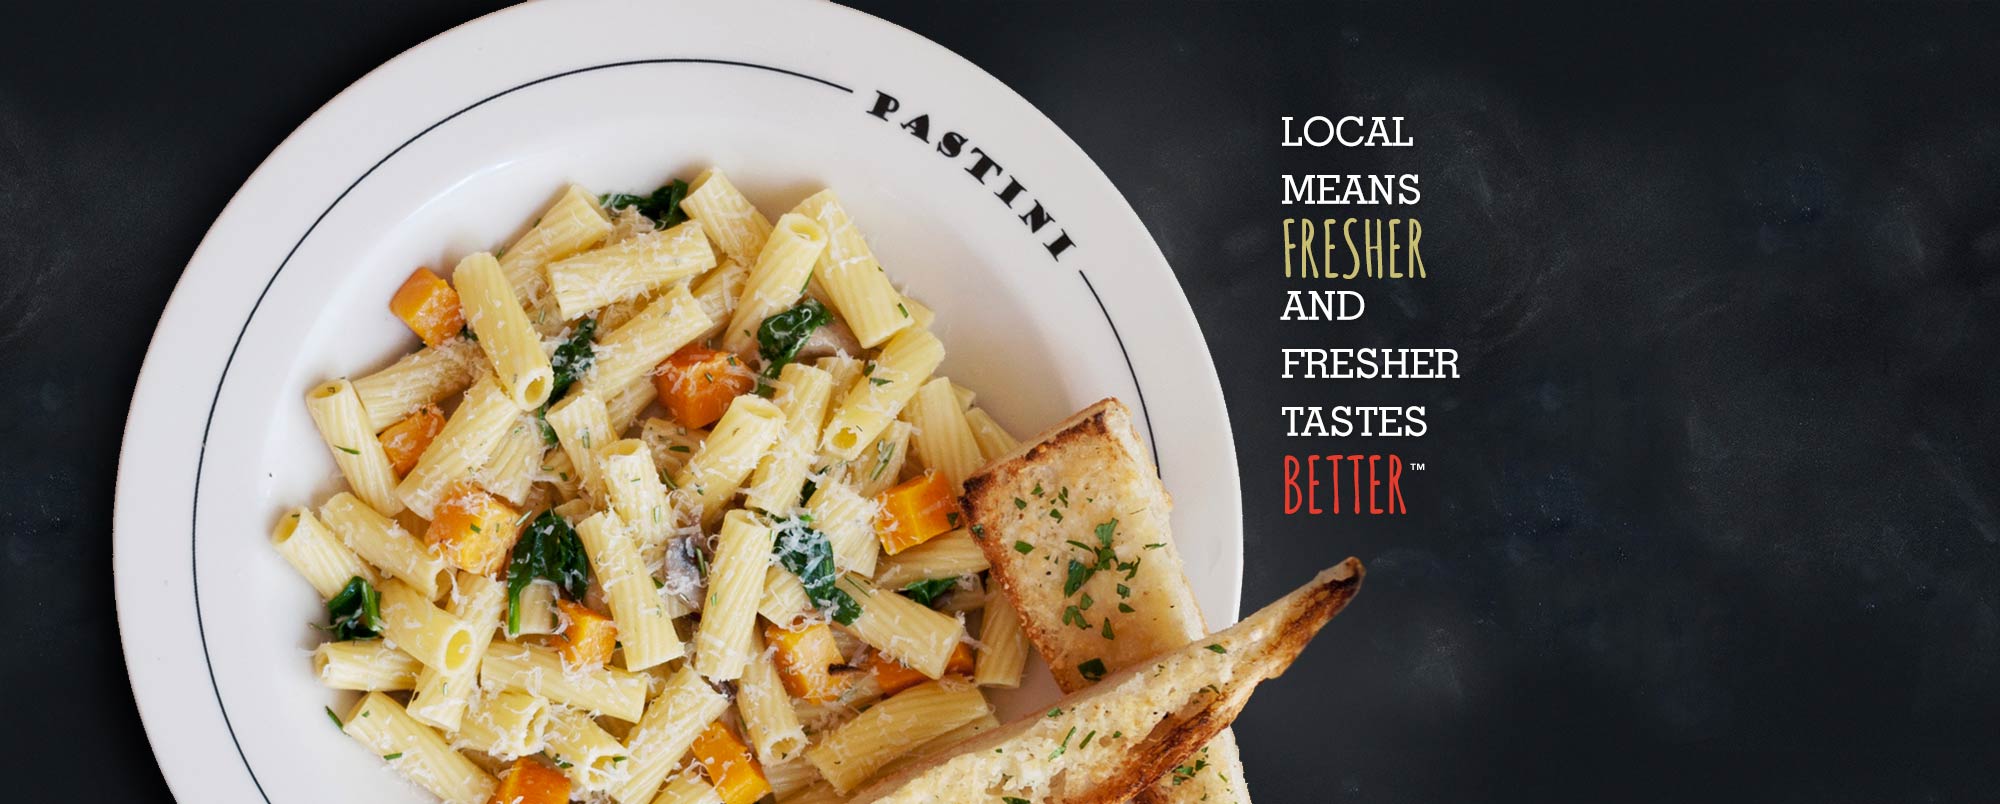 PASTINI
LOCAL
MEANS
FRESHER
AND
FRESHER
TASTES
BETTER™